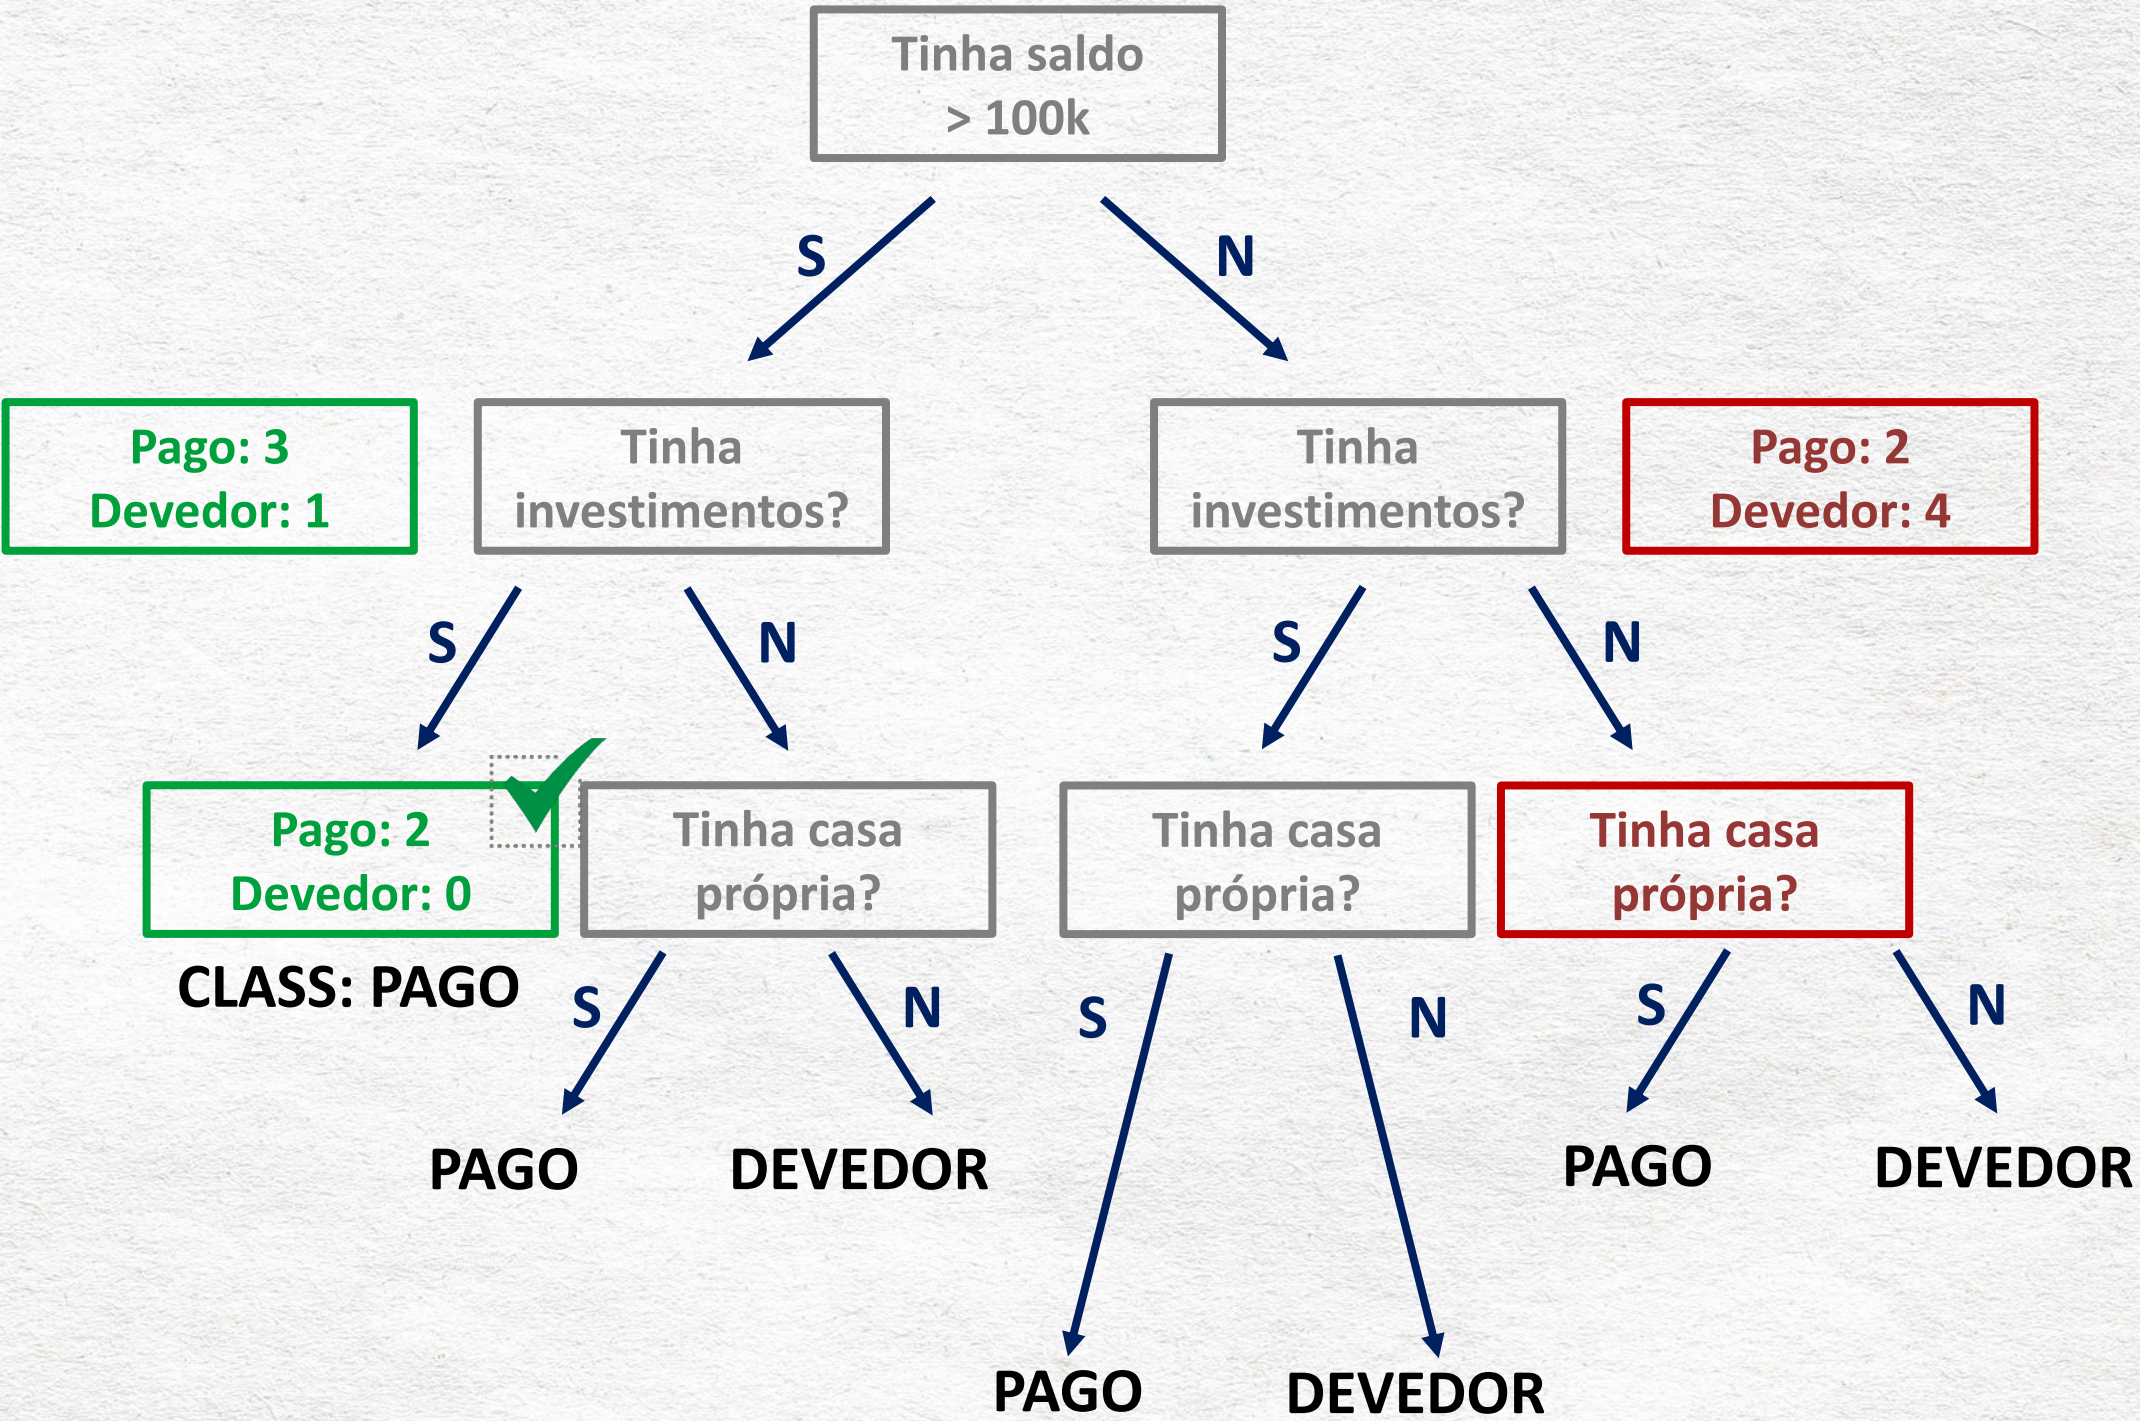 Tinha saldo
> 100k
S
N
Pago: 3
Devedor: 1
Tinha
investimentos?
Tinha
investimentos?
Pago: 2
Devedor: 4
S
N
S
N
Pago: 2
Devedor: 0
Tinha casa
própria?
Tinha casa
própria?
Tinha casa
própria?
CLASS: PAGO
S
N
S
N
S
N
PAGO
DEVEDOR
PAGO
DEVEDOR
PAGO
DEVEDOR